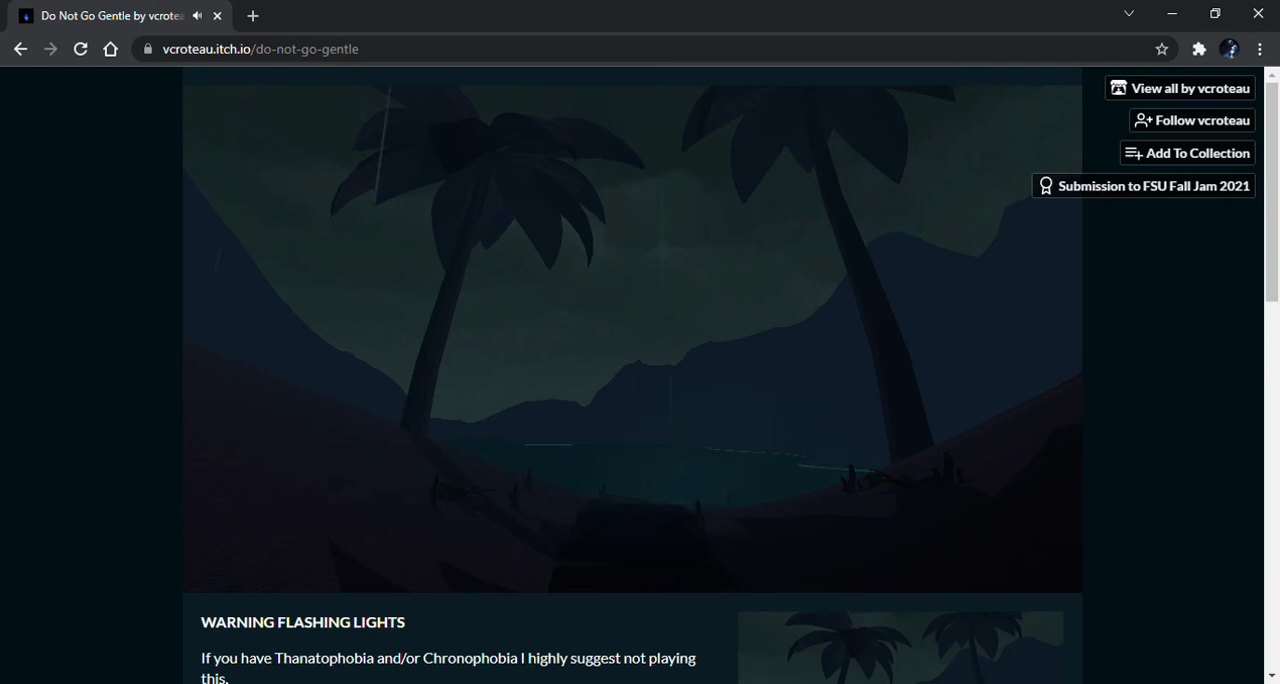 Do Not Go Gentle by vcrote
vcroteau.itch.io/do-not-go-gentle
View all by vcroteau
Follow vcroteau
Add To Collection
Submission to FSU Fall Jam 2021
WARNING FLASHING LIGHTS
If you have Thanatophobia and/or Chronophobia I highly suggest not playing
this.